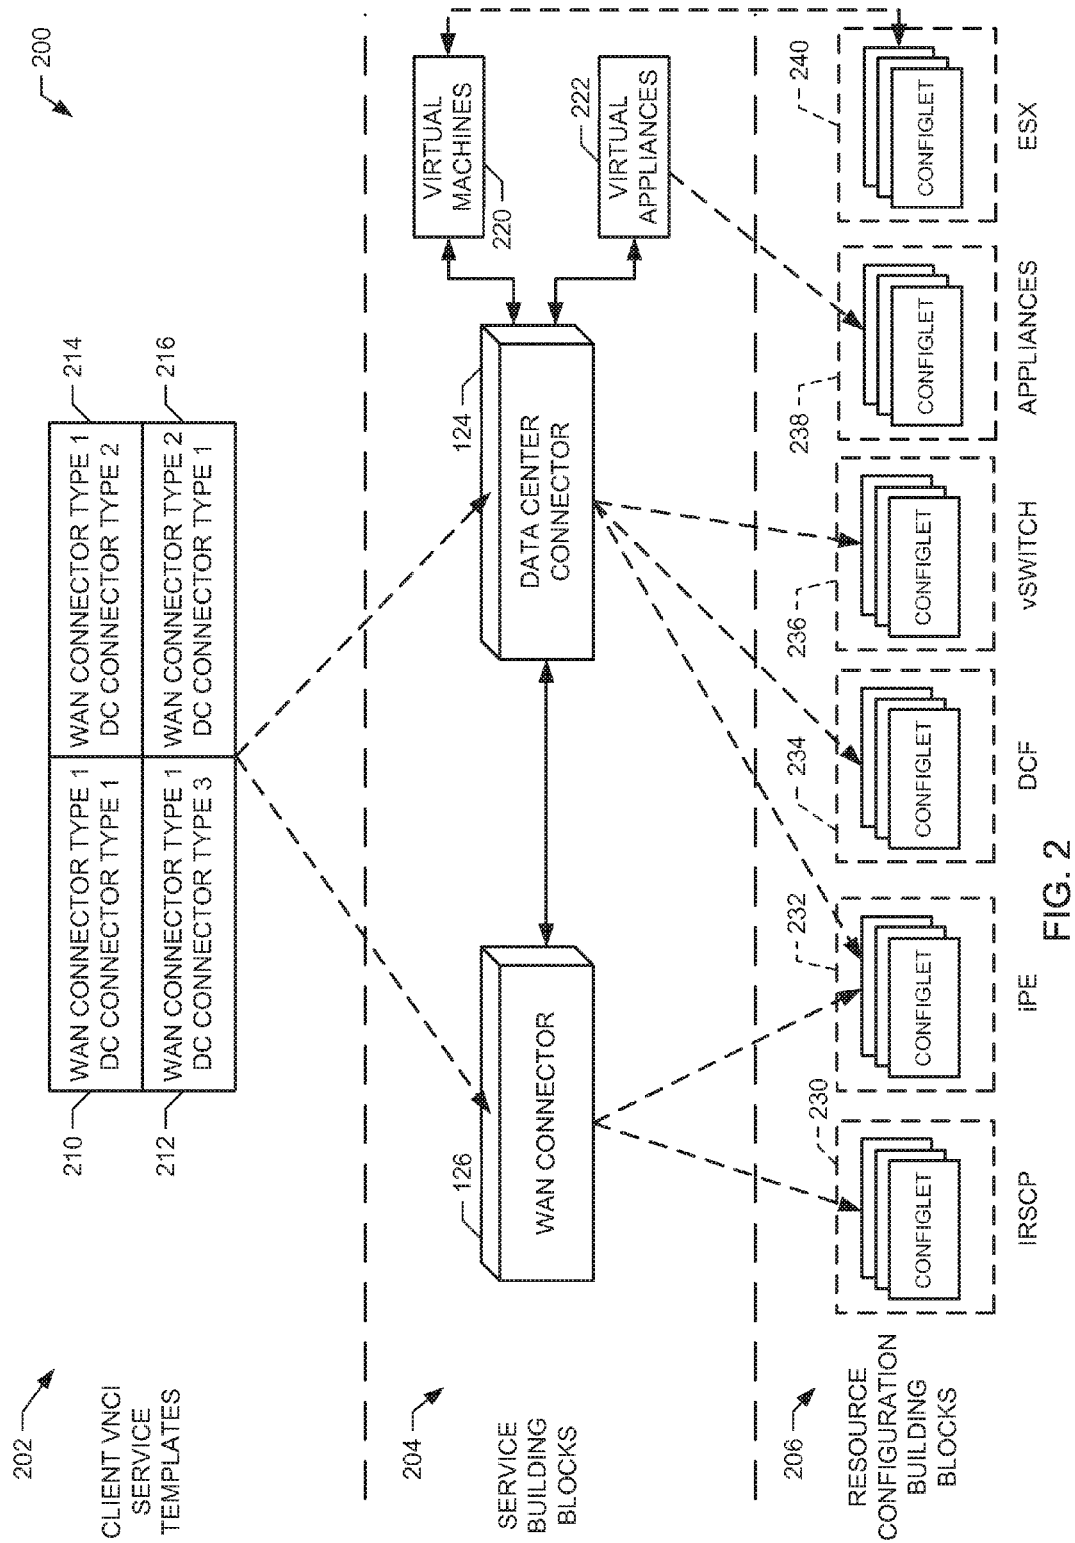 200
202
CLIENT VNCI
SERVICE
TEMPLATES
210
WAN CONNECTOR TYPE 1
DC CONNECTOR TYPE 1
WAN CONNECTOR TYPE 1
DC CONNECTOR TYPE 2
214
212
WAN CONNECTOR TYPE 1
DC CONNECTOR TYPE 3
WAN CONNECTOR TYPE 2
DC CONNECTOR TYPE 1
216
204
SERVICE
BUILDING
BLOCKS
126
WAN CONNECTOR
124
DATA CENTER
CONNECTOR
VIRTUAL
MACHINES
220
222
VIRTUAL
APPLIANCES
206
RESOURCE
CONFIGURATION
BUILDING
BLOCKS
230
CONFIGLET
IRSCP
232
CONFIGLET
iPE
234
CONFIGLET
DCF
236
CONFIGLET
vSWITCH
238
CONFIGLET
APPLIANCES
240
CONFIGLET
ESX
FIG. 2